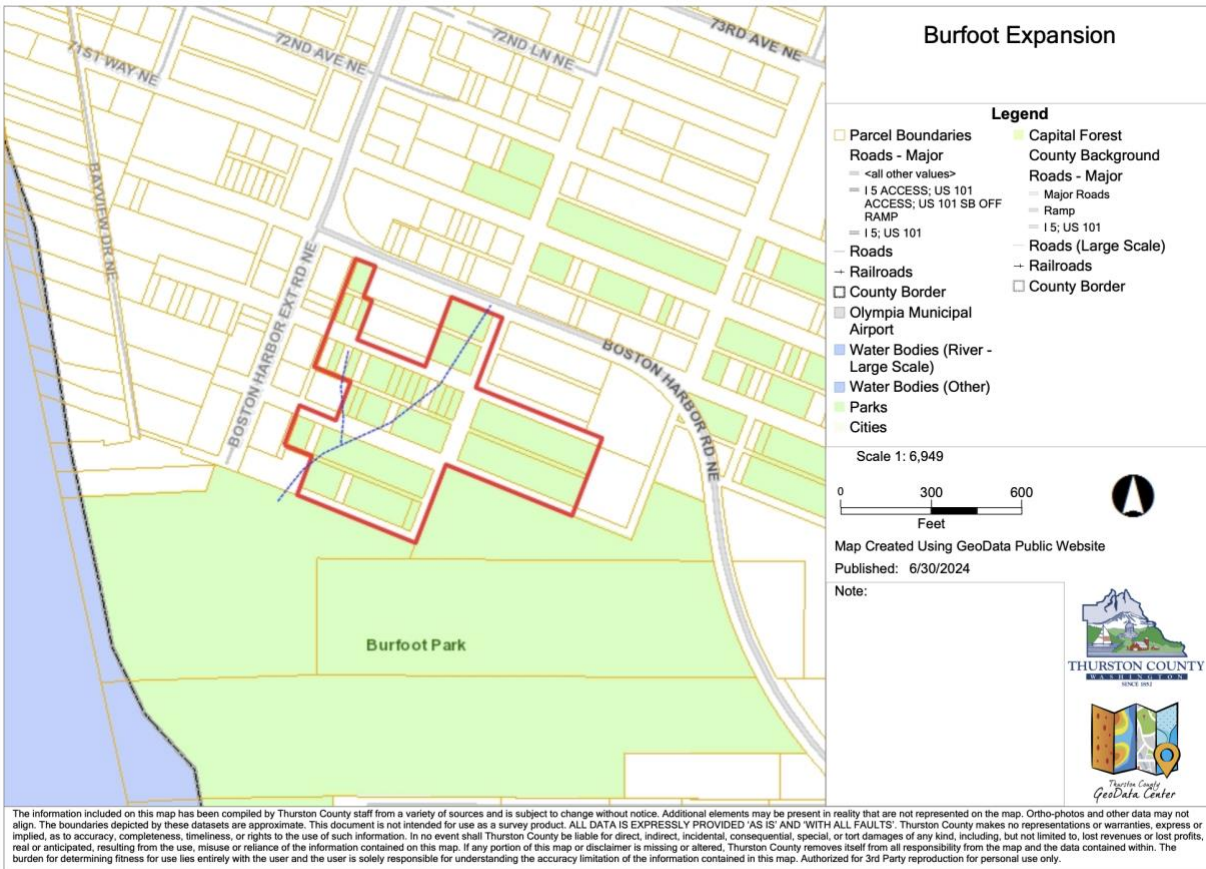 71ST WAY NE
72ND AVE NE
72ND LN NE
73RD AVE NE
BAYVIEW DR NE
BOSTON HARBOR EXT RD NE
BOSTON HARBOR RD NE
Burfoot Park
Burfoot Expansion
Legend
Parcel Boundaries
Roads - Major
<all other values>
I 5 ACCESS; US 101
ACCESS; US 101 SB OFF
RAMP
I 5; US 101
Roads
Railroads
County Border
Olympia Municipal
Airport
Water Bodies (River -
Large Scale)
Water Bodies (Other)
Parks
Cities
Capital Forest
County Background
Roads - Major
Major Roads
Ramp
I 5; US 101
Roads (Large Scale)
Railroads
County Border
Scale 1: 6,949
0 300 600
Feet
Map Created Using GeoData Public Website
Published: 6/30/2024
Note:
THURSTON COUNTY
WASHINGTON
SINCE 1852
Thurston County
GeoData Center
The information included on this map has been compiled by Thurston County staff from a variety of sources and is subject to change without notice. Additional elements may be present in reality that are not represented on the map. Ortho-photos and other data may not
align. The boundaries depicted by these datasets are approximate. This document is not intended for use as a survey product. ALL DATA IS EXPRESSLY PROVIDED 'AS IS' AND 'WITH ALL FAULTS'. Thurston County makes no representations or warranties, express or
implied, as to accuracy, completeness, timeliness, or rights to the use of such information. In no event shall Thurston County be liable for direct, indirect, incidental, consequential, special, or tort damages of any kind, including, but not limited to, lost revenues or lost profits,
real or anticipated, resulting from the use, misuse or reliance of the information contained on this map. If any portion of this map or disclaimer is missing or altered, Thurston County removes itself from all responsibility from the map and the data contained within. The
burden for determining fitness for use lies entirely with the user and the user is solely responsible for understanding the accuracy limitation of the information contained in this map. Authorized for 3rd Party reproduction for personal use only.